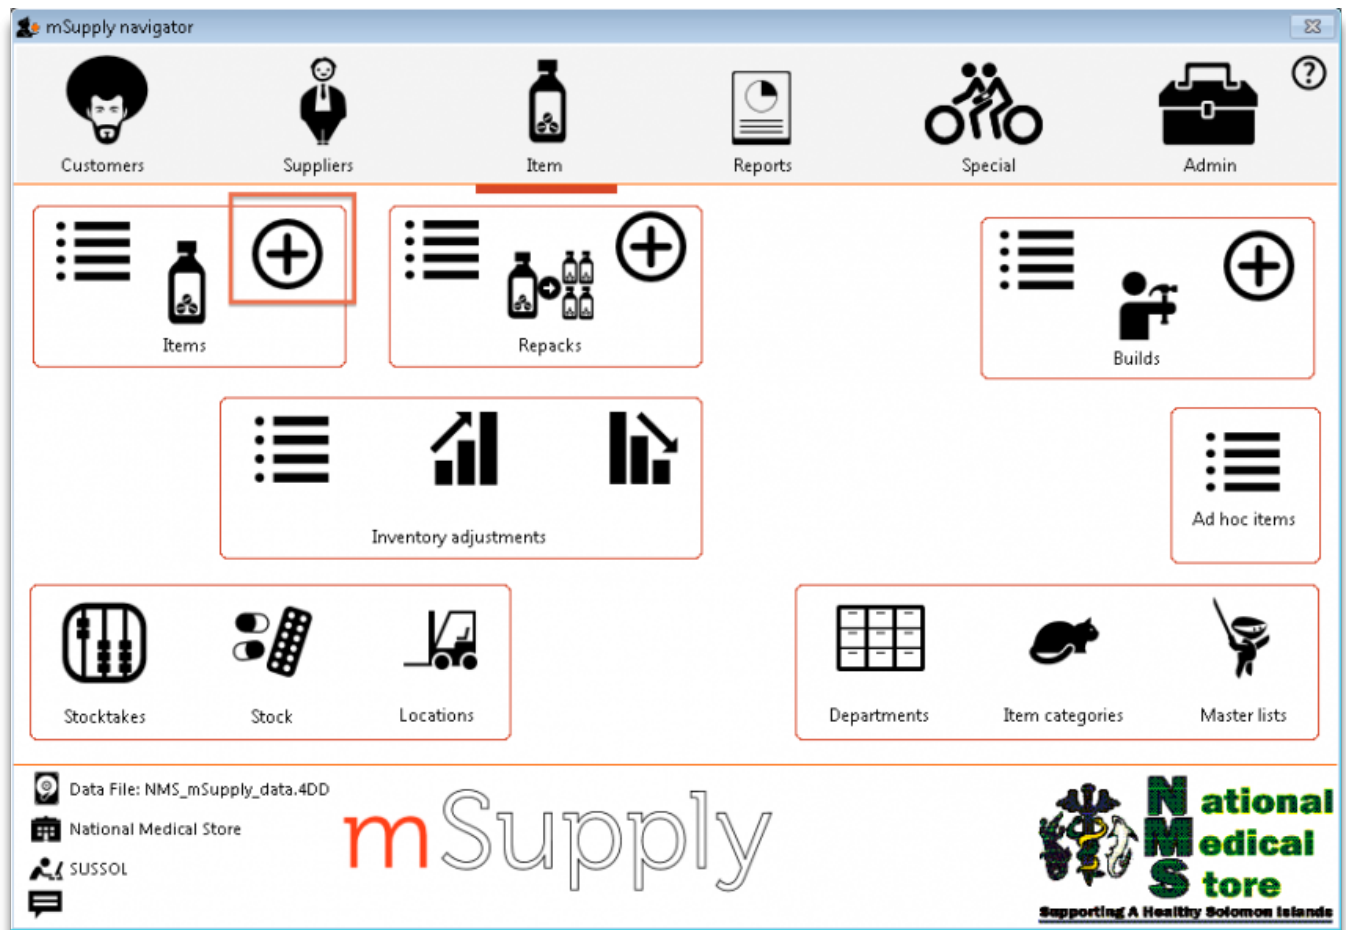 mSupply navigator
Customers
Suppliers
Item
Reports
Special
Admin
?
Items
Repacks
Builds
Inventory adjustments
Ad hoc items
Stocktakes
Stock
Locations
Departments
Item categories
Master lists
Data File: NMS_mSupply_data.4DD
National Medical Store
SUSSOL
mSupply
National
Medical
Store
Supporting A Healthy Solomon Islands